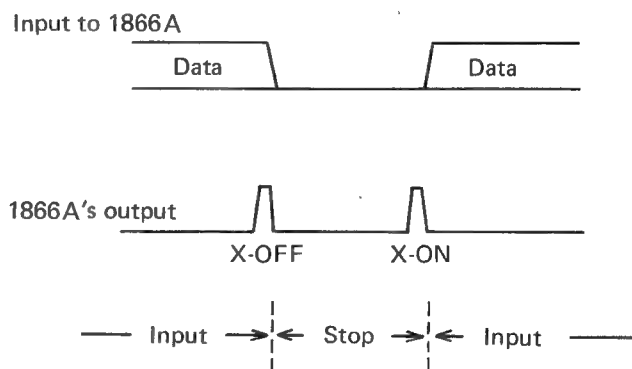 Input to 1866A
Data Data
1866A's output
X-OFF X-ON
Input Stop Input